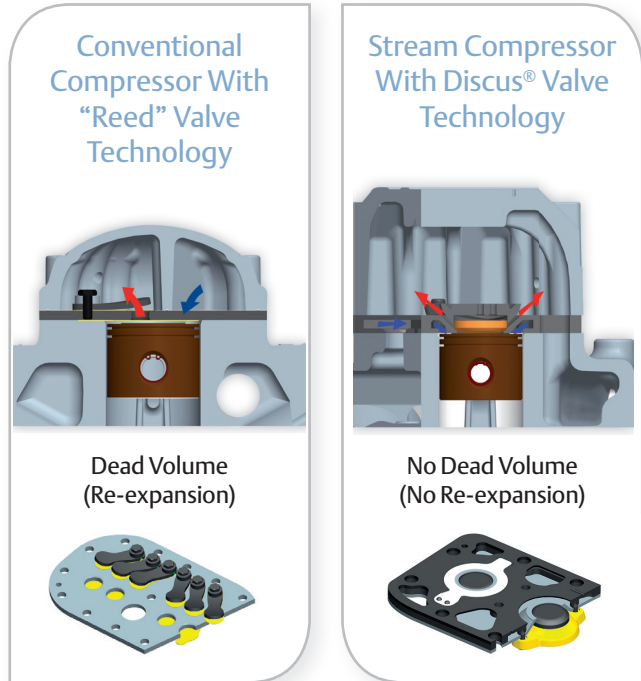 Conventional
Compressor With
“Reed” Valve
Technology
Dead Volume
(Re-expansion)
Stream Compressor
With Discus® Valve
Technology
No Dead Volume
(No Re-expansion)